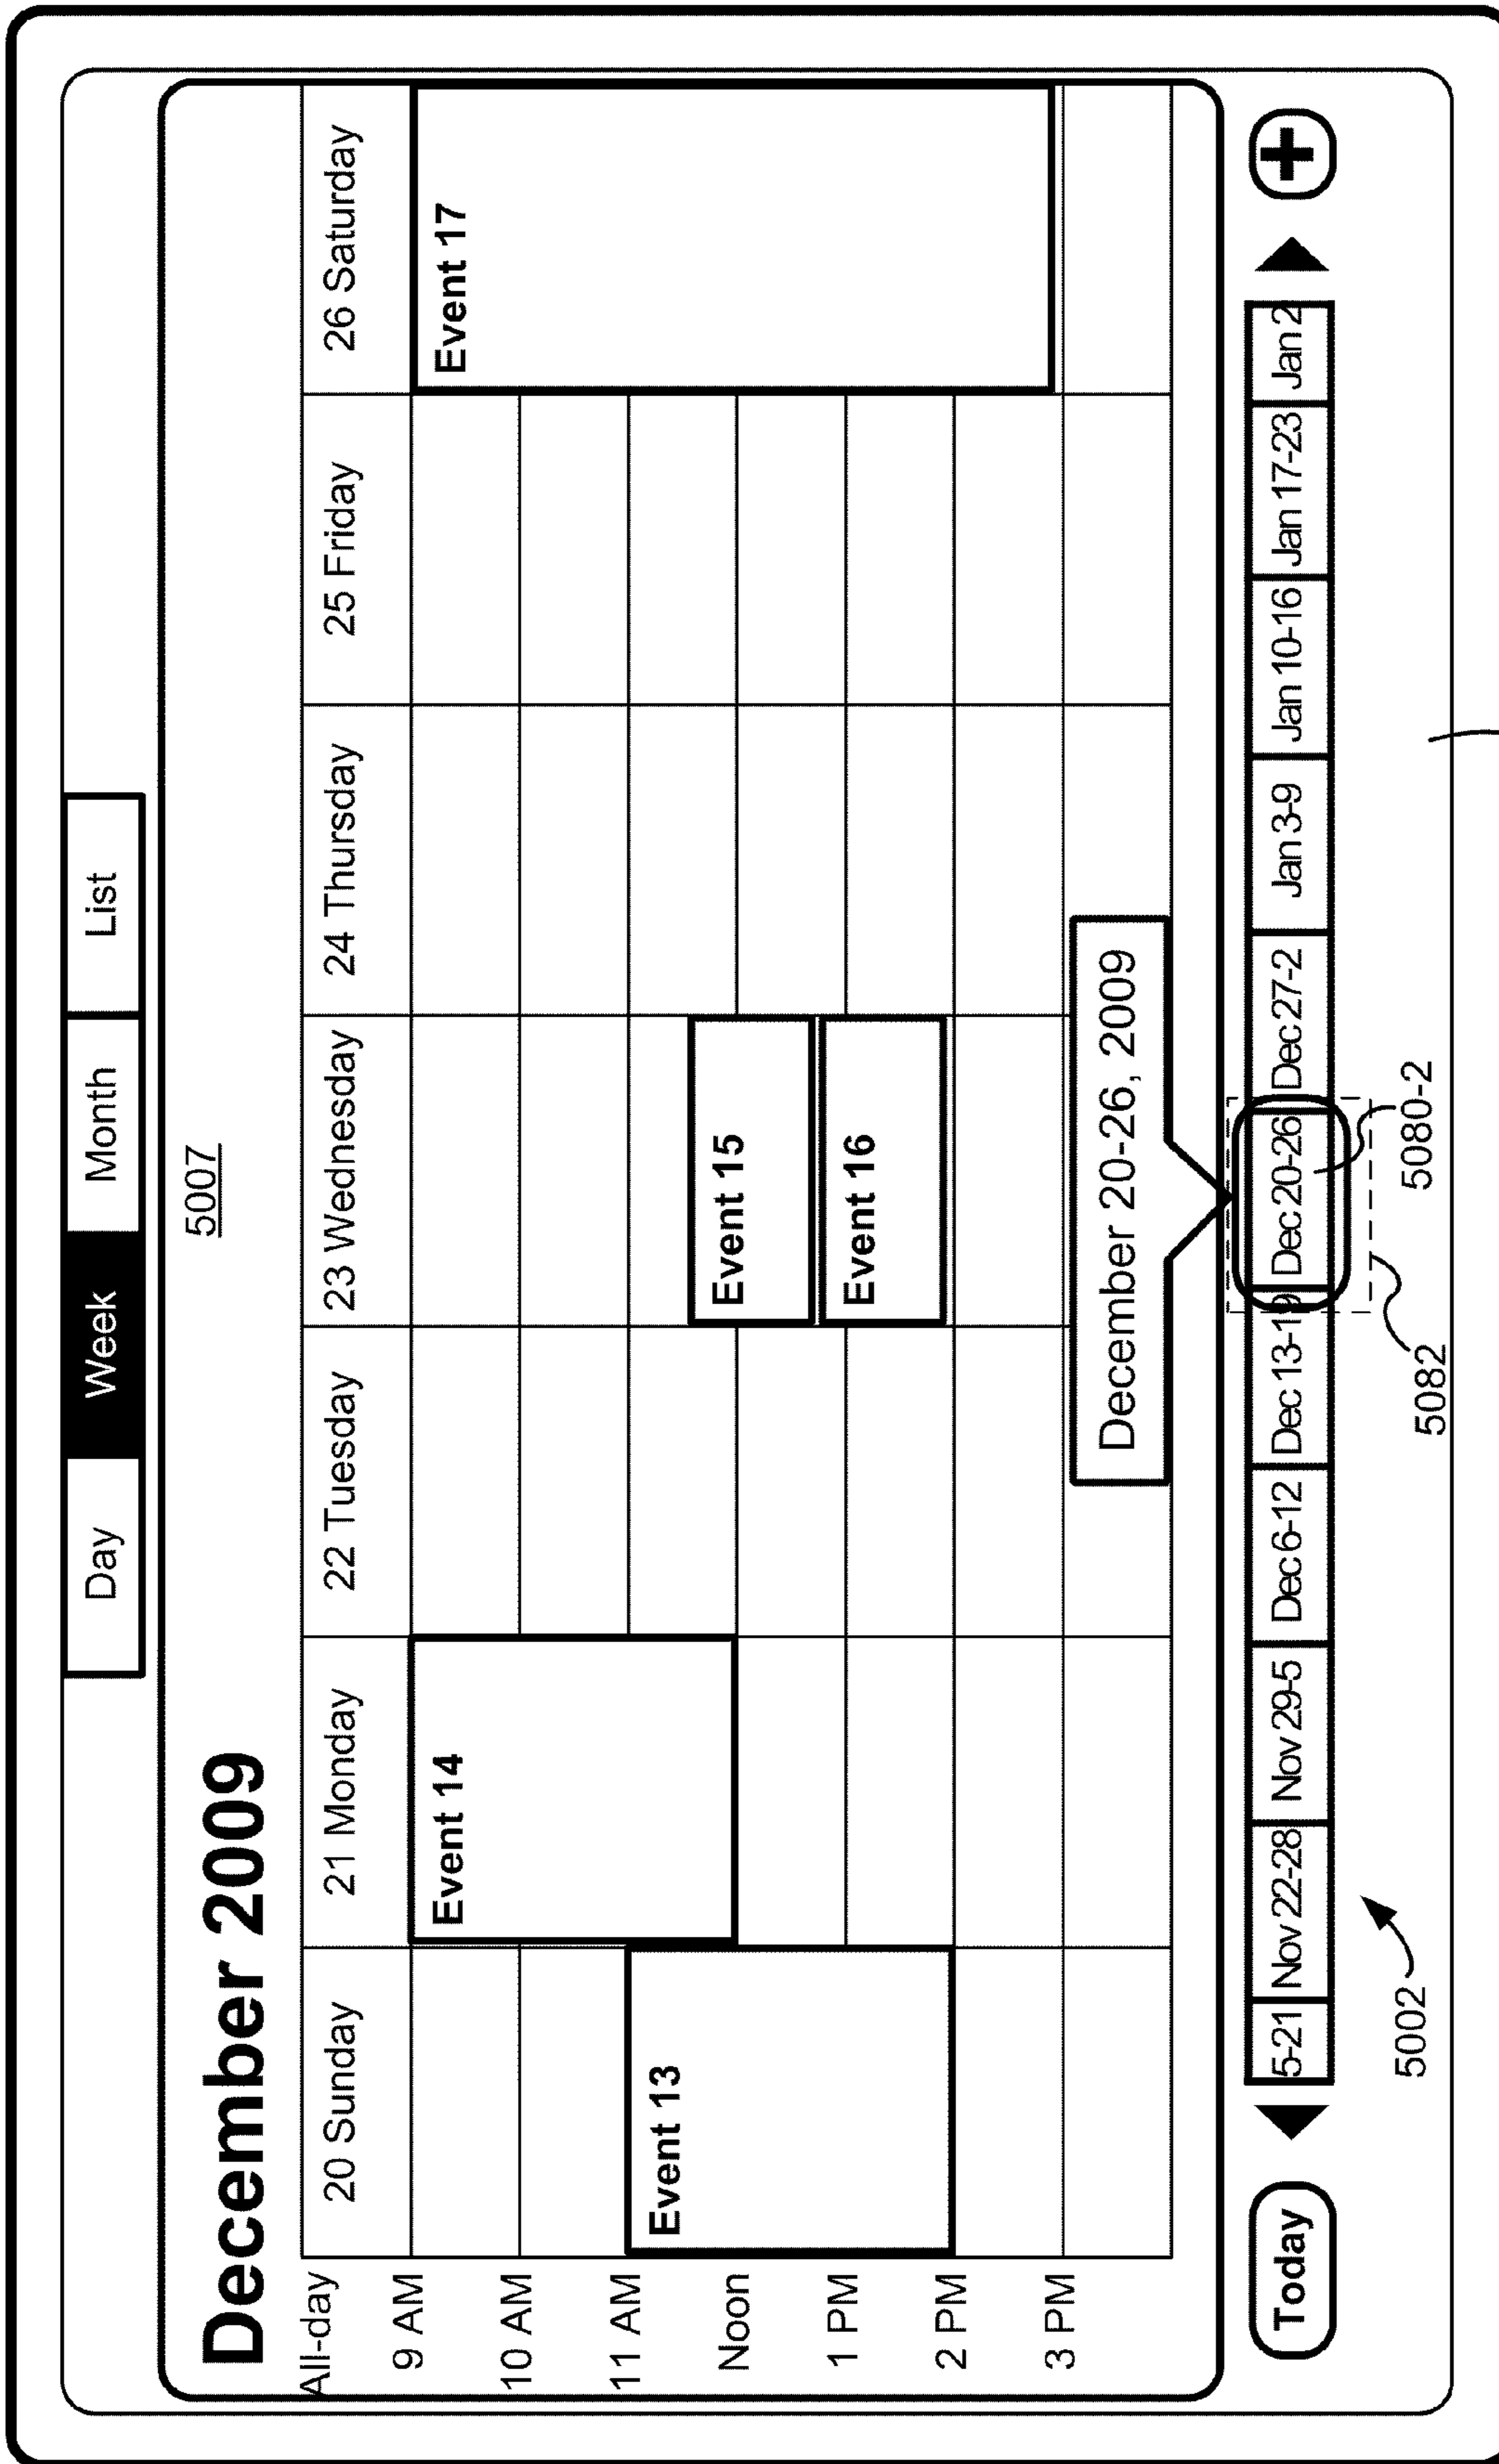 Day Week Month List
5007
December 2009
20 Sunday 21 Monday 22 Tuesday 23 Wednesday 24 Thursday 25 Friday 26 Saturday
All-day
9 AM
Event 14 Event 17
10 AM
11 AM
Event 13 Event 15
Noon
Event 16
1 PM
2 PM
3 PM
December 20-26, 2009
Today 5-21 Nov 22-28 Nov 29-5 Dec 6-12 Dec 13-19 Dec 20-26 Dec 27-2 Jan 3-9 Jan 10-16 Jan 17-23 Jan 2 +
5002 5082 5080-2